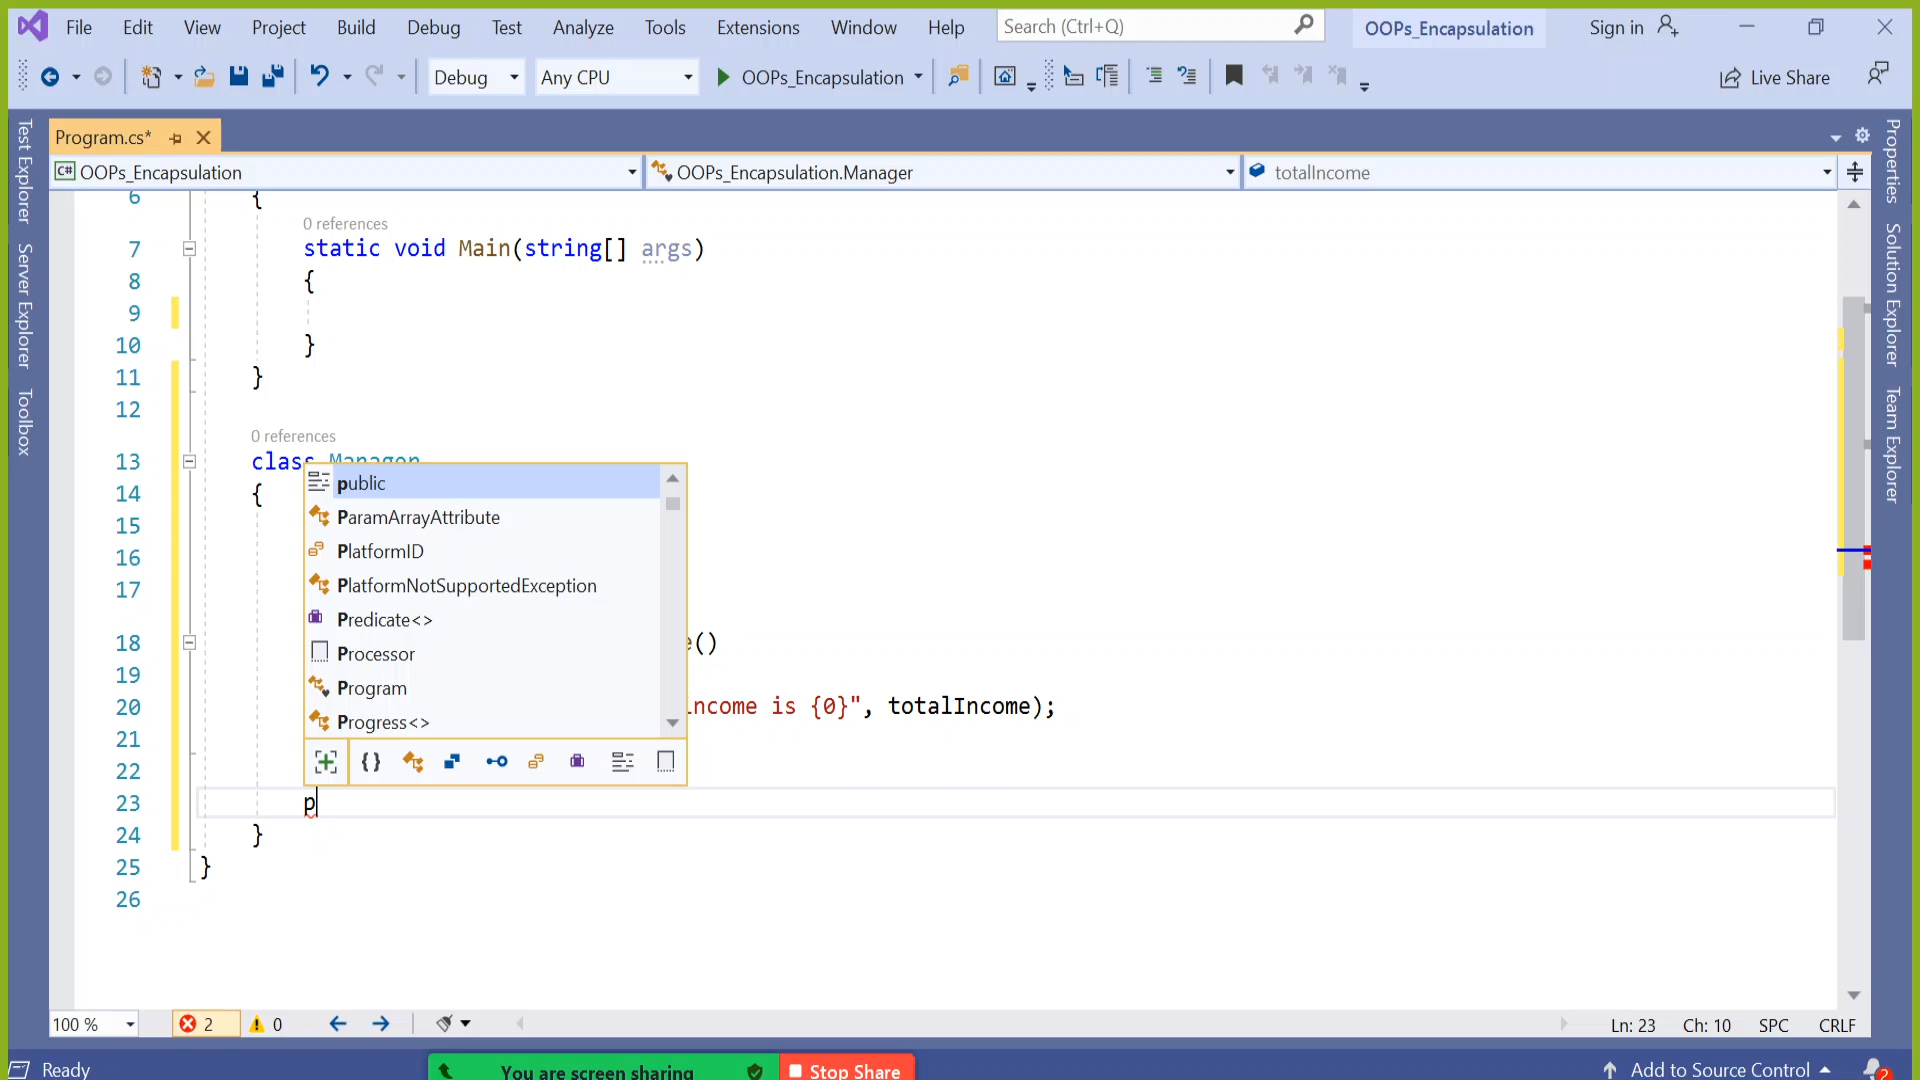 File Edit View Project Build Debug Test Analyze Tools Extensions Window Help Search (Ctrl+Q) OOPs_Encapsulation Sign in
Debug Any CPU OOPs_Encapsulation Live Share
Program.cs*
OOPs_Encapsulation OOPs_Encapsulation.Manager totalIncome
Test Explorer
Server Explorer
Toolbox
Properties
Solution Explorer
Team Explorer
6 {
0 references
7 static void Main(string[] args)
8 {
9
10 }
11 }
12
0 references
13 class Manager
14 {
15
16
17
18 e()
19
20 income is {0}", totalIncome);
21
22
23 p
24 }
25 }
26
public
ParamArrayAttribute
PlatformID
PlatformNotSupportedException
Predicate<>
Processor
Program
Progress<>
{}
100 % 2 0 Ln: 23 Ch: 10 SPC CRLF
Ready You are screen sharing Stop Share Add to Source Control 2